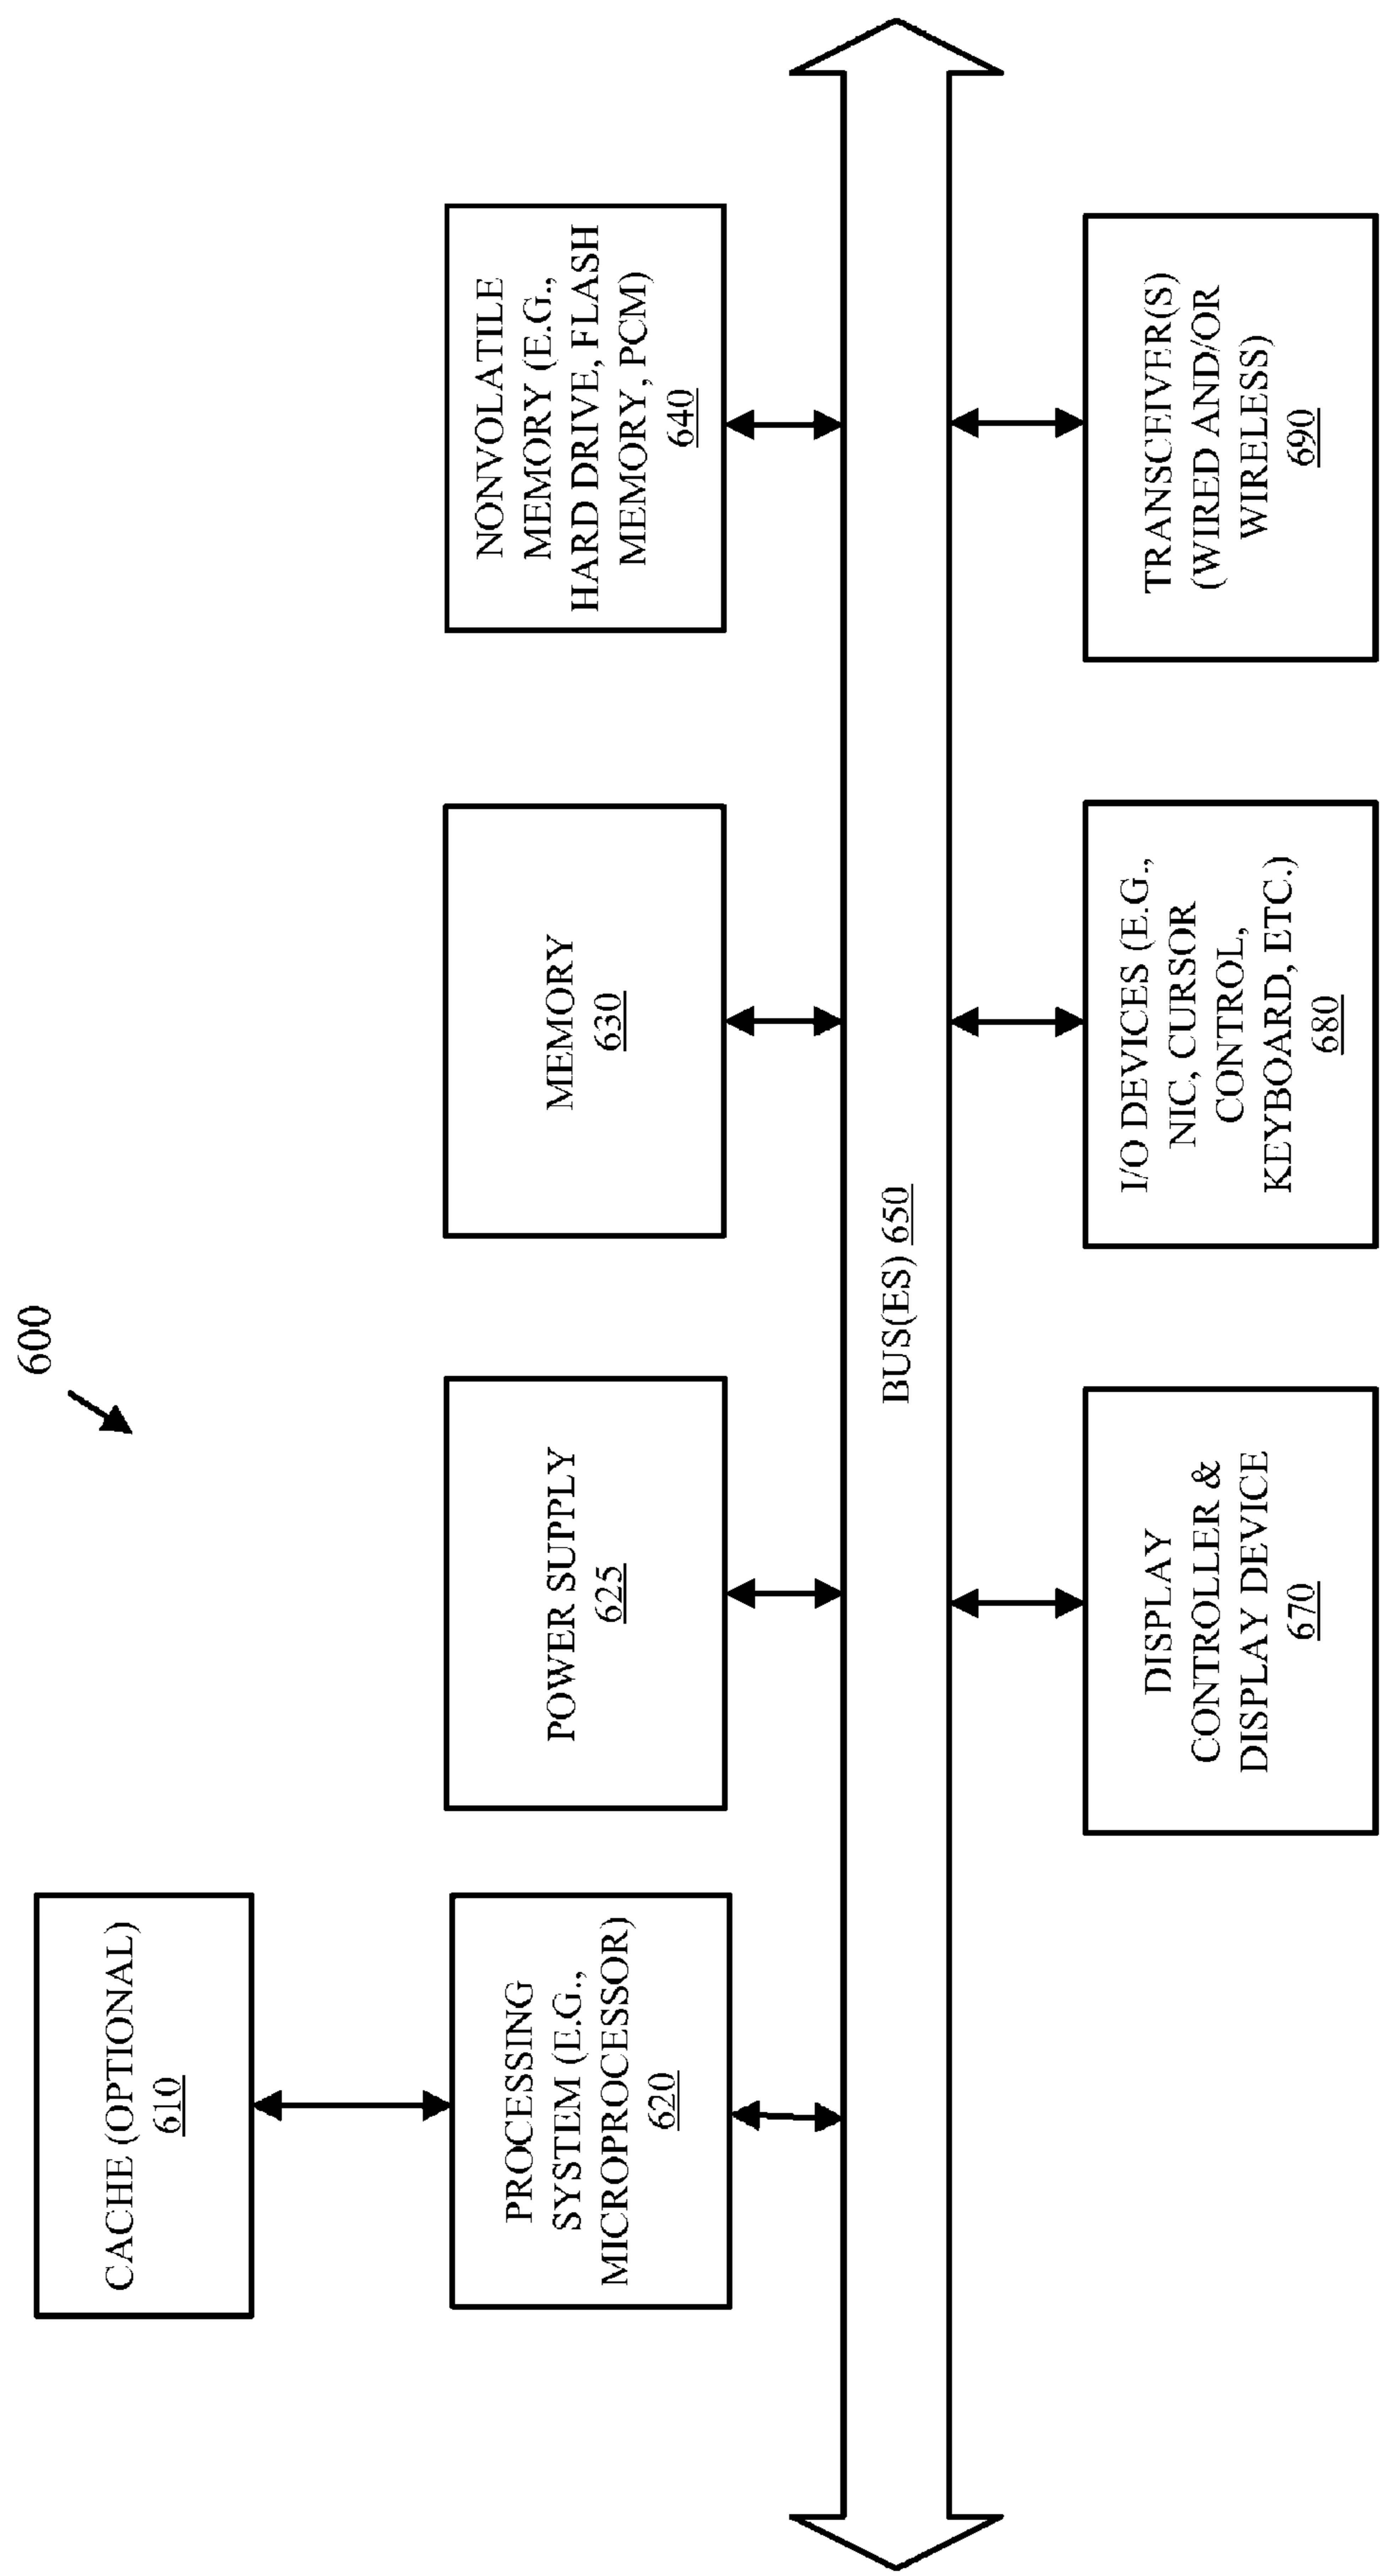 600
CACHE (OPTIONAL)
610
PROCESSING
SYSTEM (E.G.,
MICROPROCESSOR)
620
POWER SUPPLY
625
MEMORY
630
NONVOLATILE
MEMORY (E.G.,
HARD DRIVE, FLASH
MEMORY, PCM)
640
BUS(ES) 650
DISPLAY
CONTROLLER &
DISPLAY DEVICE
670
I/O DEVICES (E.G.,
NIC, CURSOR
CONTROL,
KEYBOARD, ETC.)
680
TRANSCEIVER(S)
(WIRED AND/OR
WIRELESS)
690